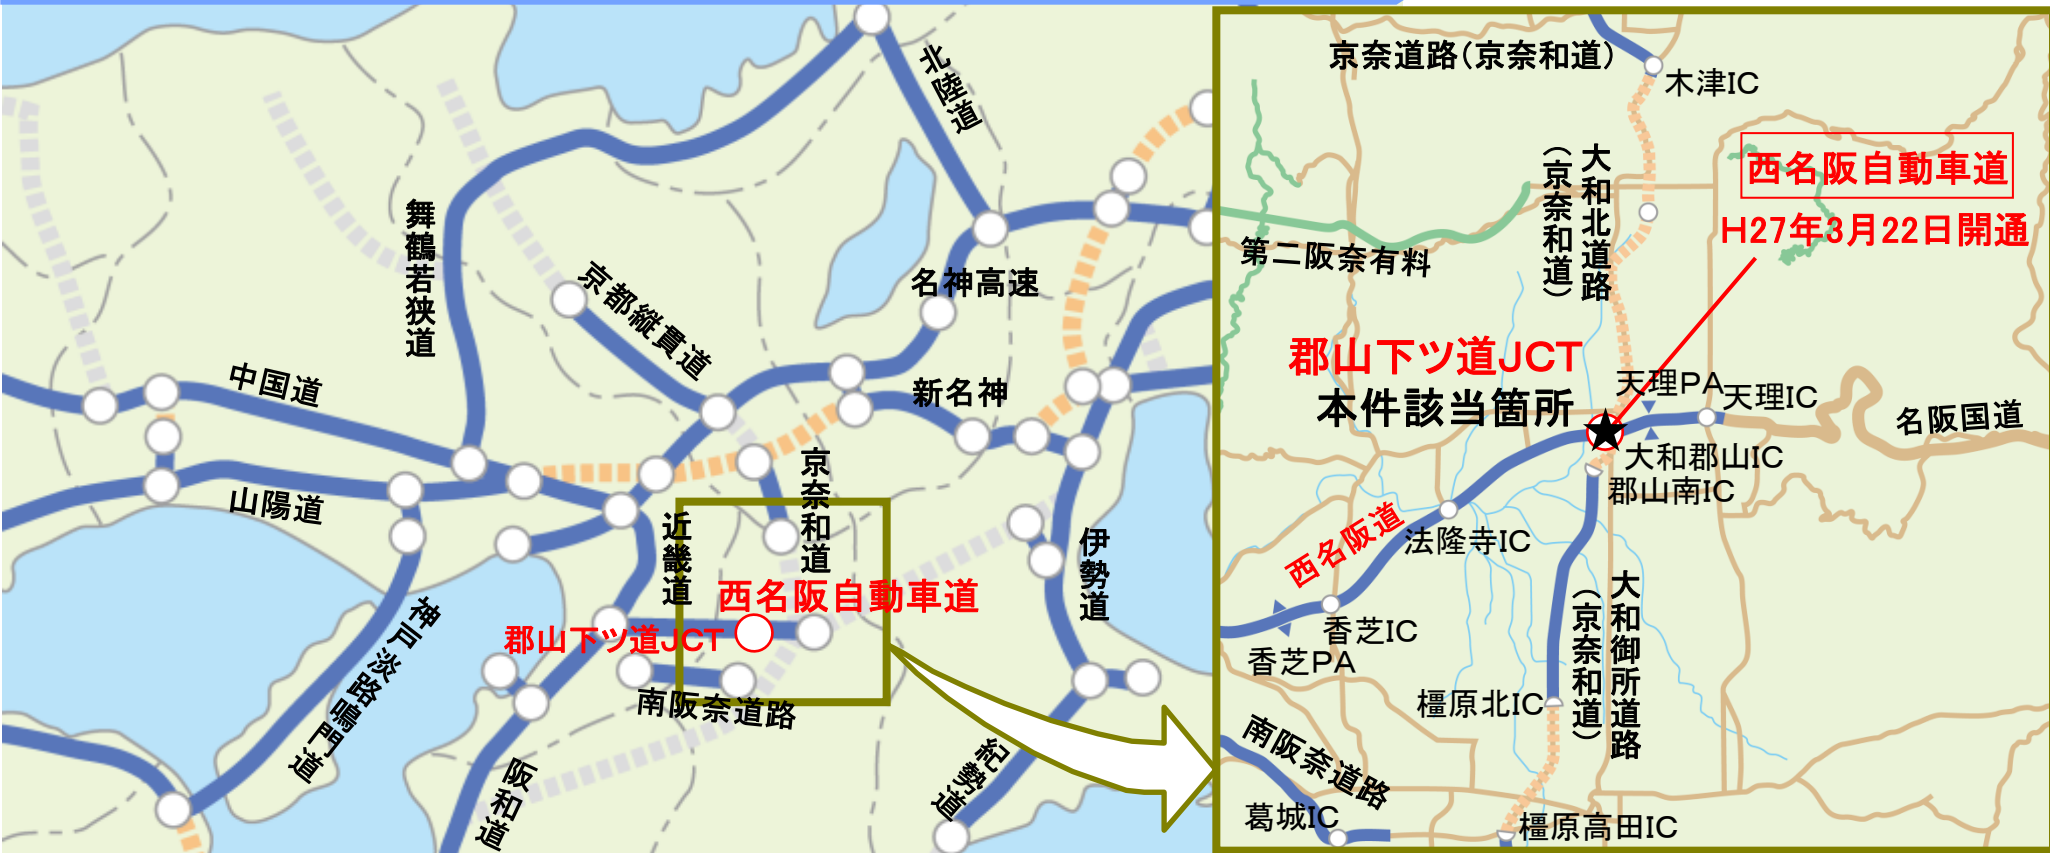 北陸道
舞鶴若狭道
京都縦貫道
名神高速
中国道
新名神
山陽道
京奈和道
近畿道
伊勢道
西名阪自動車道
郡山下ツ道JCT
神戸淡路鳴門道
南阪奈道路
阪和道
紀勢道
京奈道路(京奈和道)
木津IC
大和北道路
(京奈和道)
西名阪自動車道
H27年3月22日開通
第二阪奈有料
郡山下ツ道JCT
本件該当箇所
天理PA
天理IC
名阪国道
大和郡山IC
郡山南IC
西名阪道
法隆寺IC
香芝IC
香芝PA
大和御所道路
(京奈和道)
橿原北IC
南阪奈道路
葛城IC
橿原高田IC